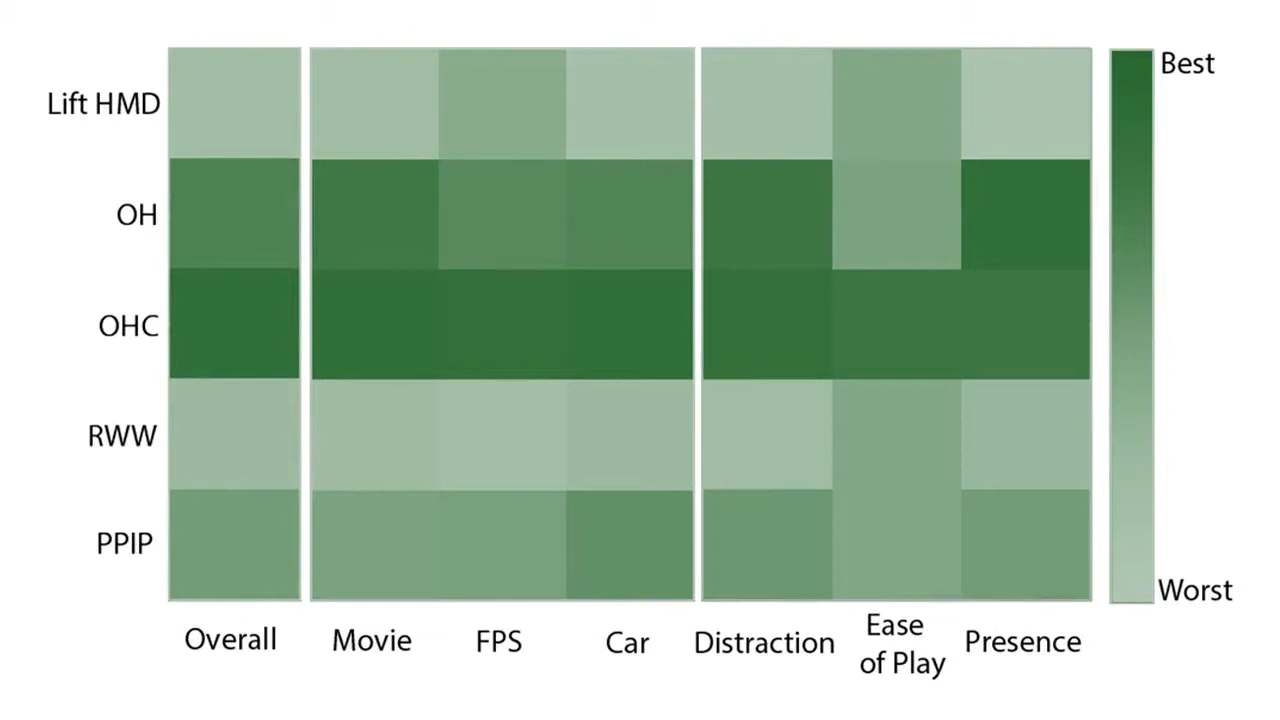 Best
Lift HMD
OH
OHC
RWW
PPIP
Worst
Overall
Movie
FPS
Car
Distraction
Ease
of Play
Presence